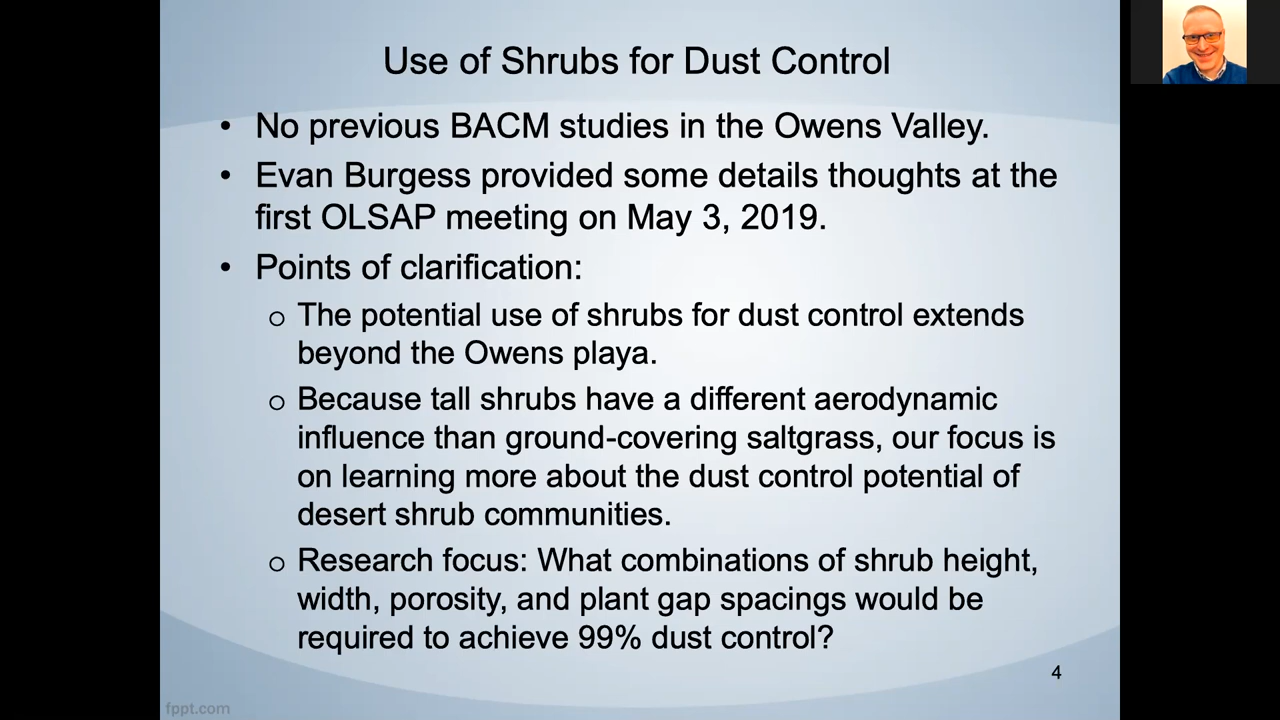 Use of Shrubs for Dust Control
• No previous BACM studies in the Owens Valley.
• Evan Burgess provided some details thoughts at the
first OLSAP meeting on May 3, 2019.
• Points of clarification:
o The potential use of shrubs for dust control extends
beyond the Owens playa.
o Because tall shrubs have a different aerodynamic
influence than ground-covering saltgrass, our focus is
on learning more about the dust control potential of
desert shrub communities.
o Research focus: What combinations of shrub height,
width, porosity, and plant gap spacings would be
required to achieve 99% dust control?
4
fppt.com